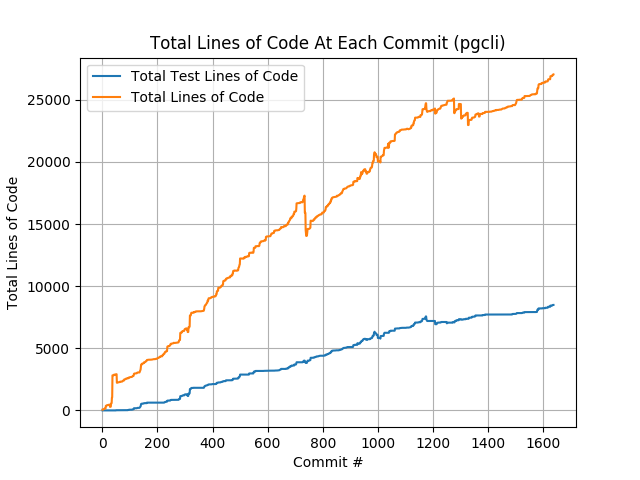 Total Lines of Code At Each Commit (pgcli)
Total Test Lines of Code
Total Lines of Code
25000
20000
15000
10000
5000
0
Total Lines of Code
0 200 400 600 800 1000 1200 1400 1600
Commit #